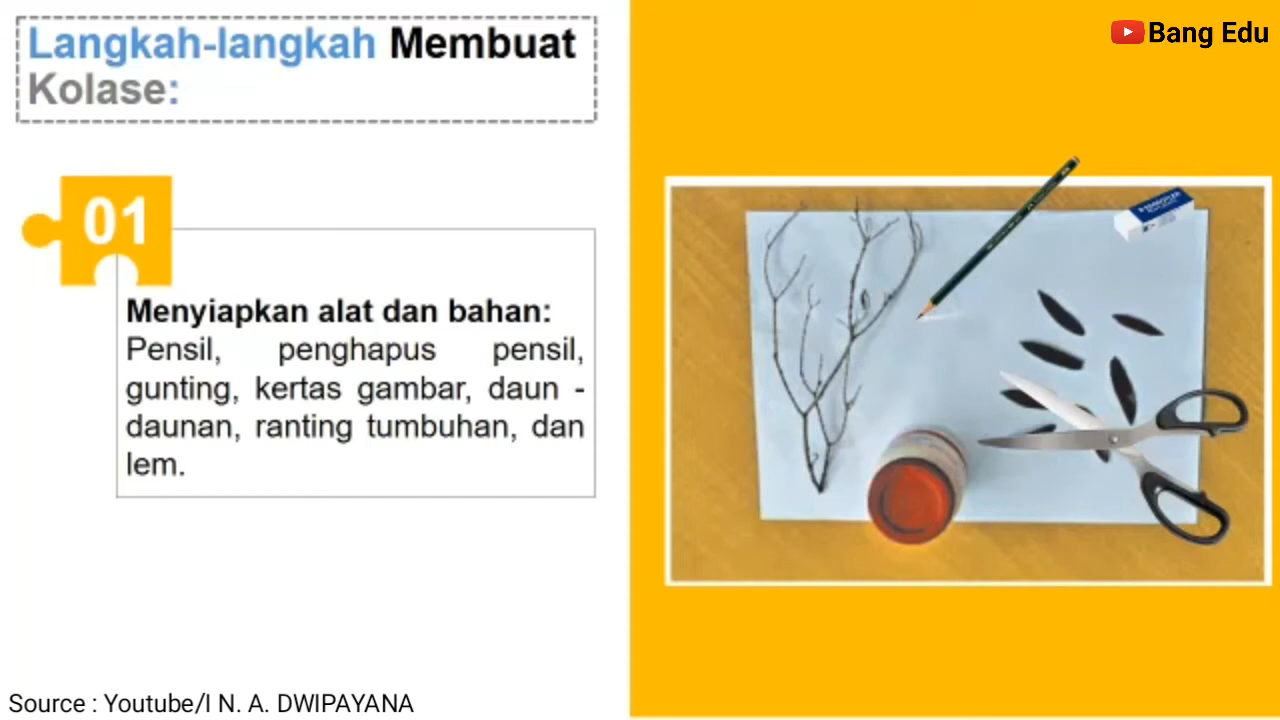 Langkah-langkah Membuat
Kolase:
Bang Edu
01
Menyiapkan alat dan bahan:
Pensil, penghapus pensil,
gunting, kertas gambar, daun -
daunan, ranting tumbuhan, dan
lem.
Source : Youtube/I N. A. DWIPAYANA